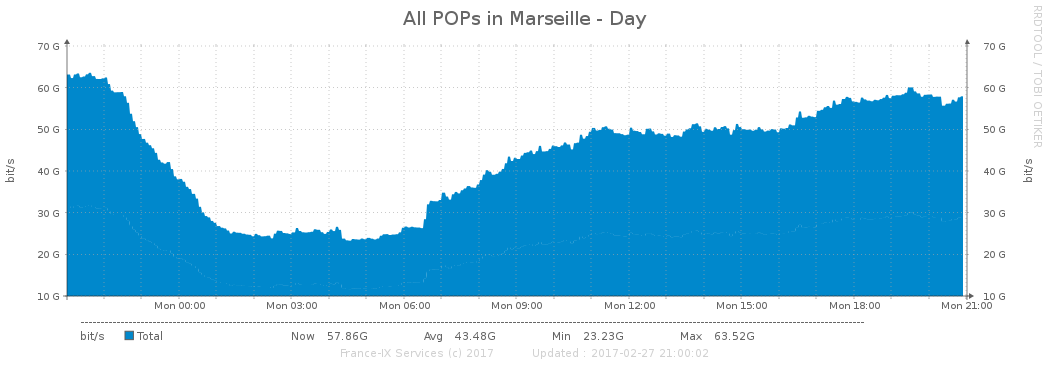 All POPs in Marseille - Day
RRDTOOL / TOBI OETIKER
70 G 70 G
60 G 60 G
50 G 50 G
40 G 40 G
30 G 30 G
20 G 20 G
10 G 10 G
bit/s
bit/s
Mon 00:00 Mon 03:00 Mon 06:00 Mon 09:00 Mon 12:00 Mon 15:00 Mon 18:00 Mon 21:00
bit/s Total Now 57.86G Avg 43.48G Min 23.23G Max 63.52G
France-IX Services (c) 2017 Updated : 2017-02-27 21:00:02